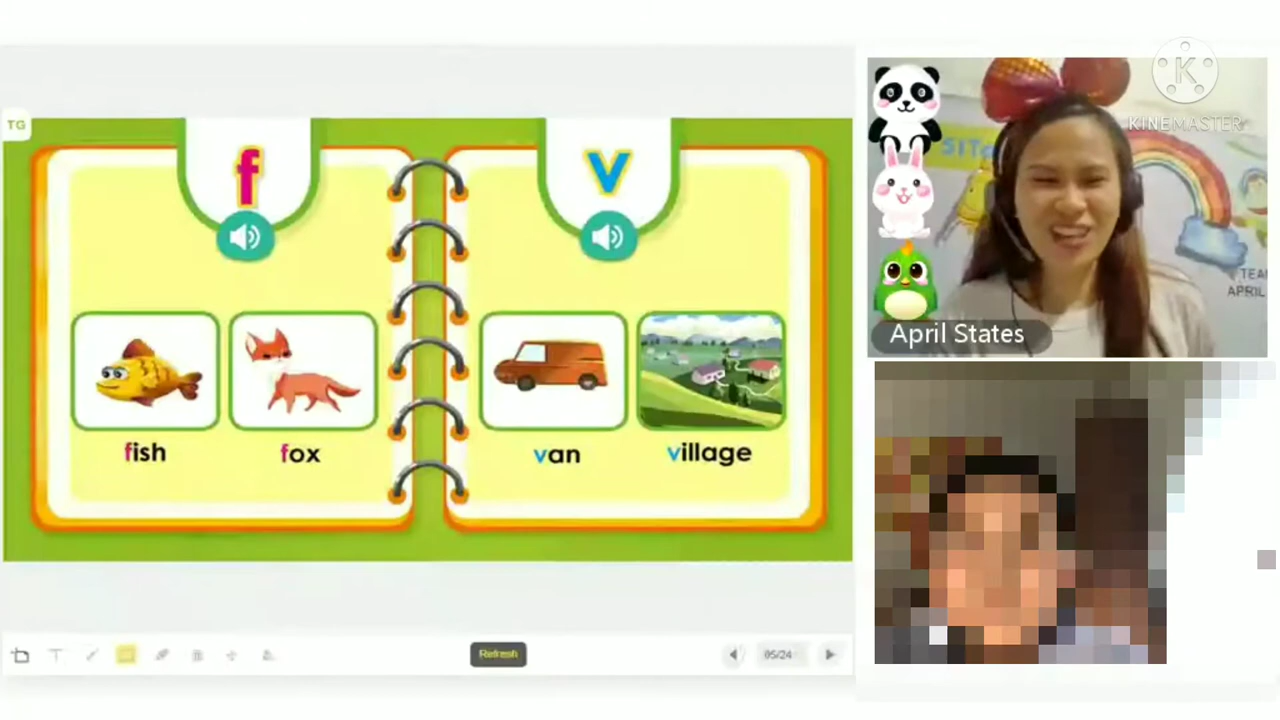 TG
f
v
fish
fox
van
village
Refresh
05/24
KINEMASTER
April States